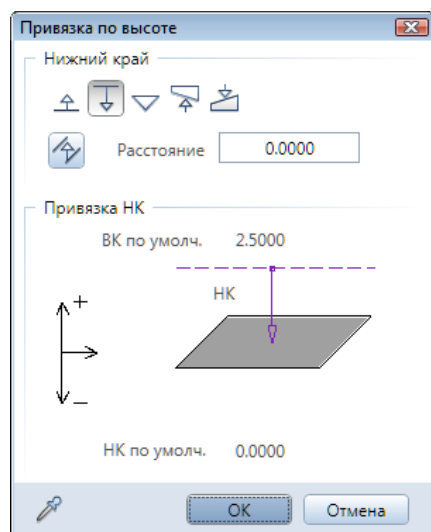 Привязка по высоте
Нижний край
Расстояние 0.0000
Привязка НК
ВК по умолч. 2.5000
НК
+
–
НК по умолч. 0.0000
OK Отмена